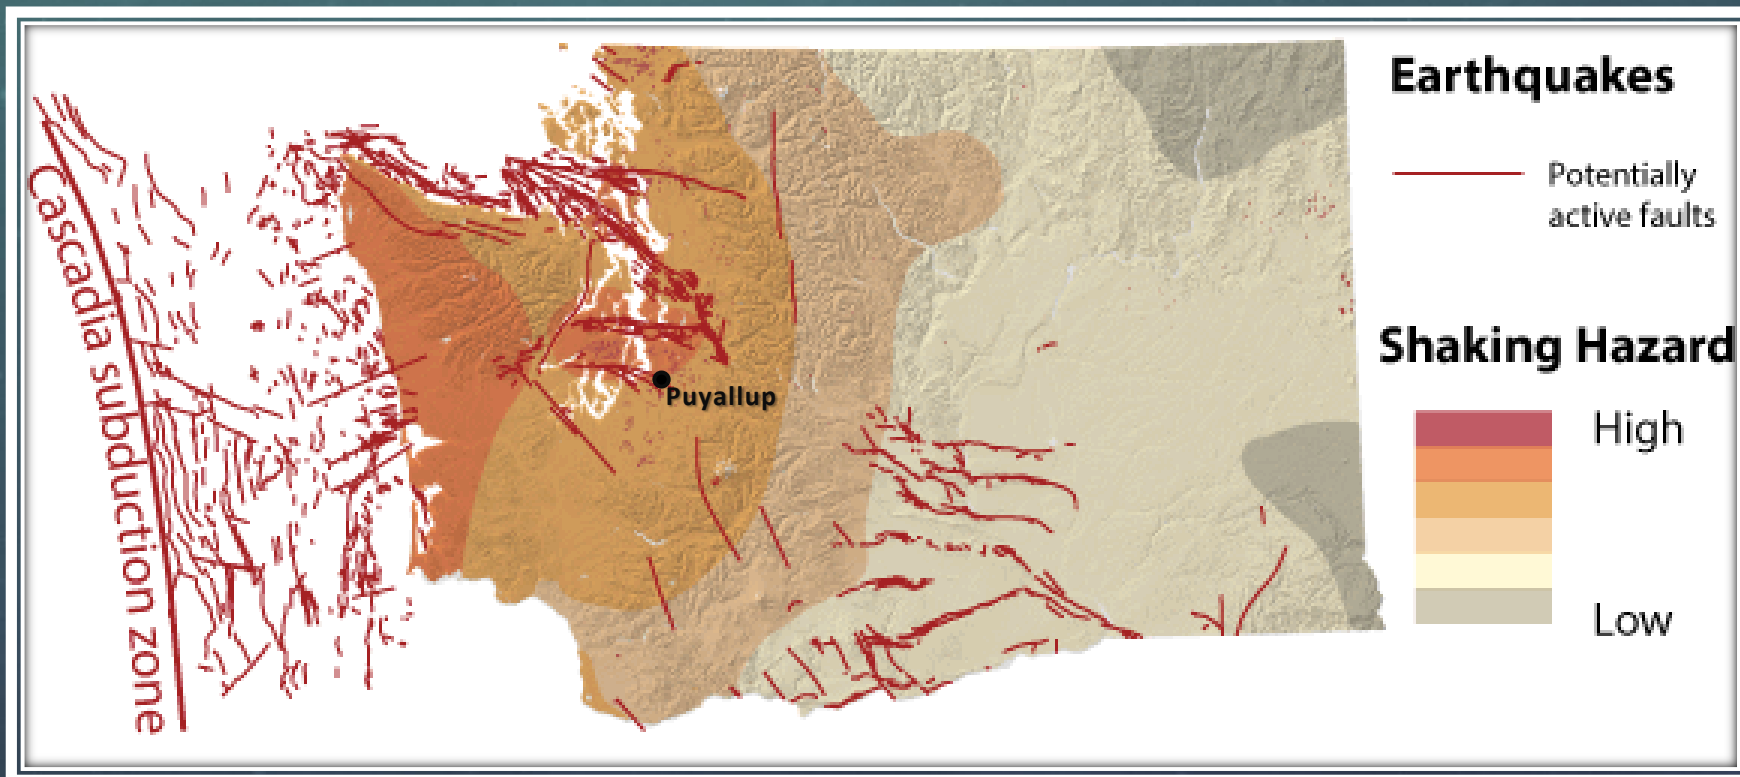 Earthquakes
Potentially
active faults
Cascadia subduction zone
Puyallup
Shaking Hazard
High
Low